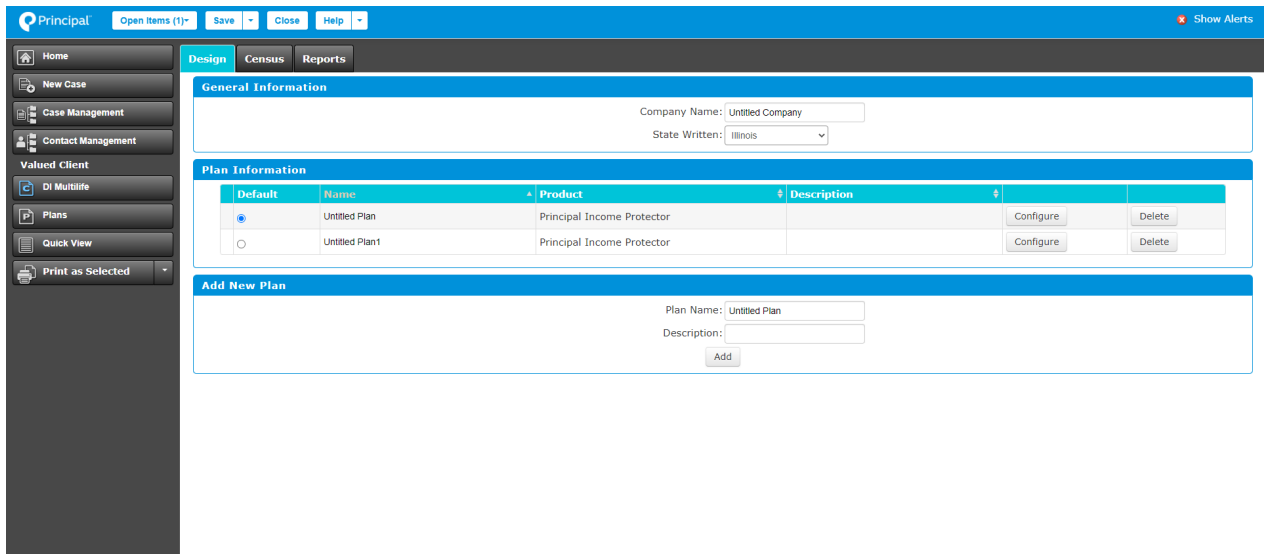 Principal Open Items (1) Save Close Help Show Alerts
Home
New Case
Case Management
Contact Management
Valued Client
DI Multilife
Plans
Quick View
Print as Selected
Design Census Reports
General Information
Company Name: Untitled Company
State Written: Illinois
Plan Information
Default Name Product Description
Untitled Plan Principal Income Protector Configure Delete
Untitled Plan1 Principal Income Protector Configure Delete
Add New Plan
Plan Name: Untitled Plan
Description:
Add